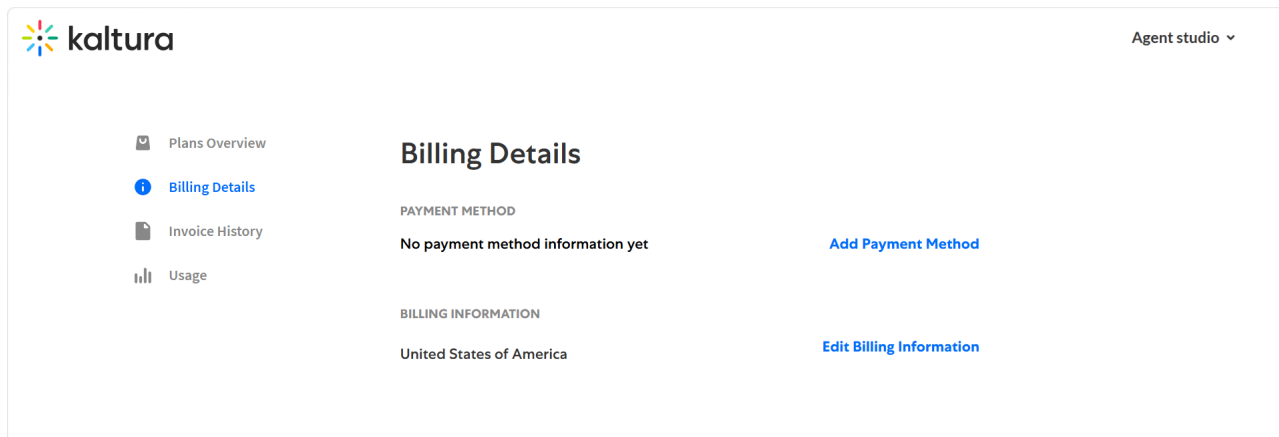 kaltura
Agent studio
Plans Overview
Billing Details
Invoice History
Usage
Billing Details
PAYMENT METHOD
No payment method information yet
Add Payment Method
BILLING INFORMATION
United States of America
Edit Billing Information